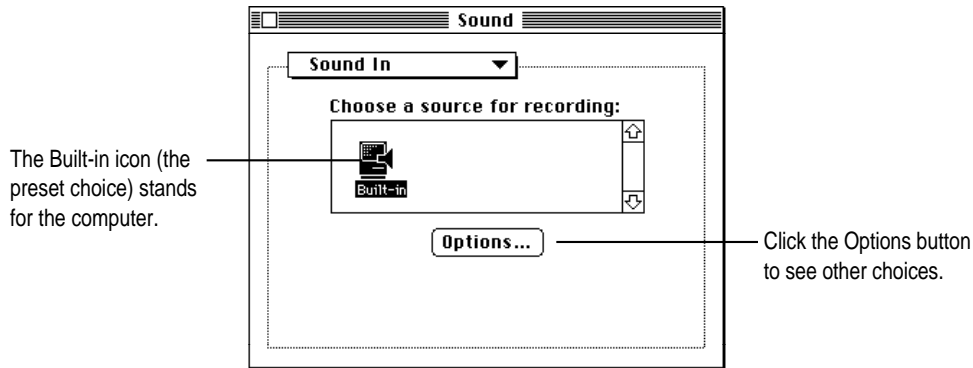 Sound
Sound In
Choose a source for recording:
Built-in
Options...
The Built-in icon (the
preset choice) stands
for the computer.
Click the Options button
to see other choices.